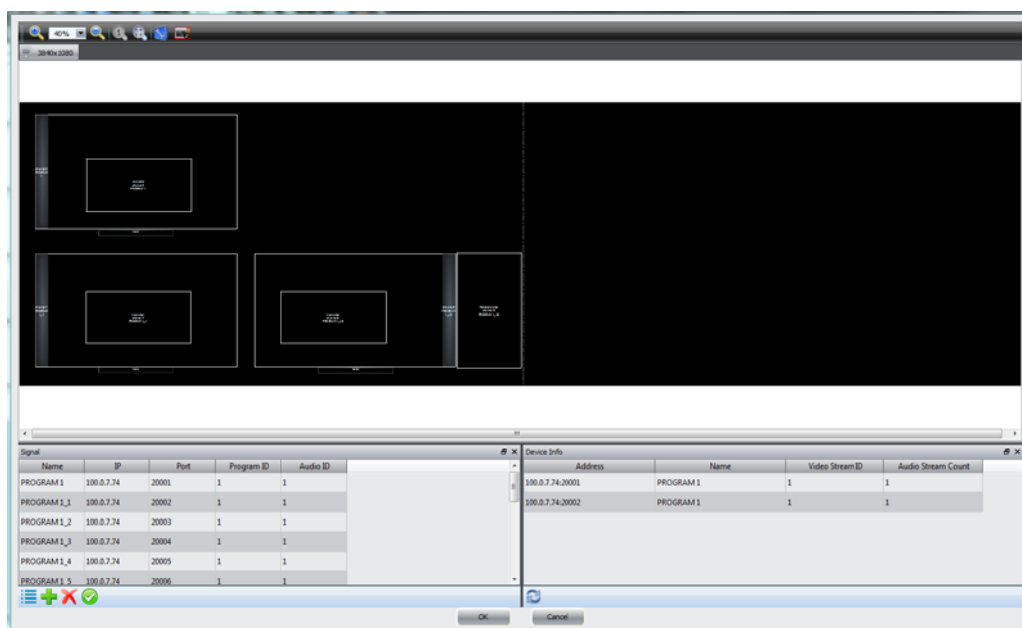 40%
3840x1080
Signal
Name IP Port Program ID Audio ID
PROGRAM 1 100.0.7.74 20001 1 1
PROGRAM 1_1 100.0.7.74 20002 1 1
PROGRAM 1_2 100.0.7.74 20003 1 1
PROGRAM 1_3 100.0.7.74 20004 1 1
PROGRAM 1_4 100.0.7.74 20005 1 1
PROGRAM 1_5 100.0.7.74 20006 1 1
Device Info
Address Name Video Stream ID Audio Stream Count
100.0.7.74:20001 PROGRAM 1 1 1
100.0.7.74:20002 PROGRAM 1 1 1
OK Cancel